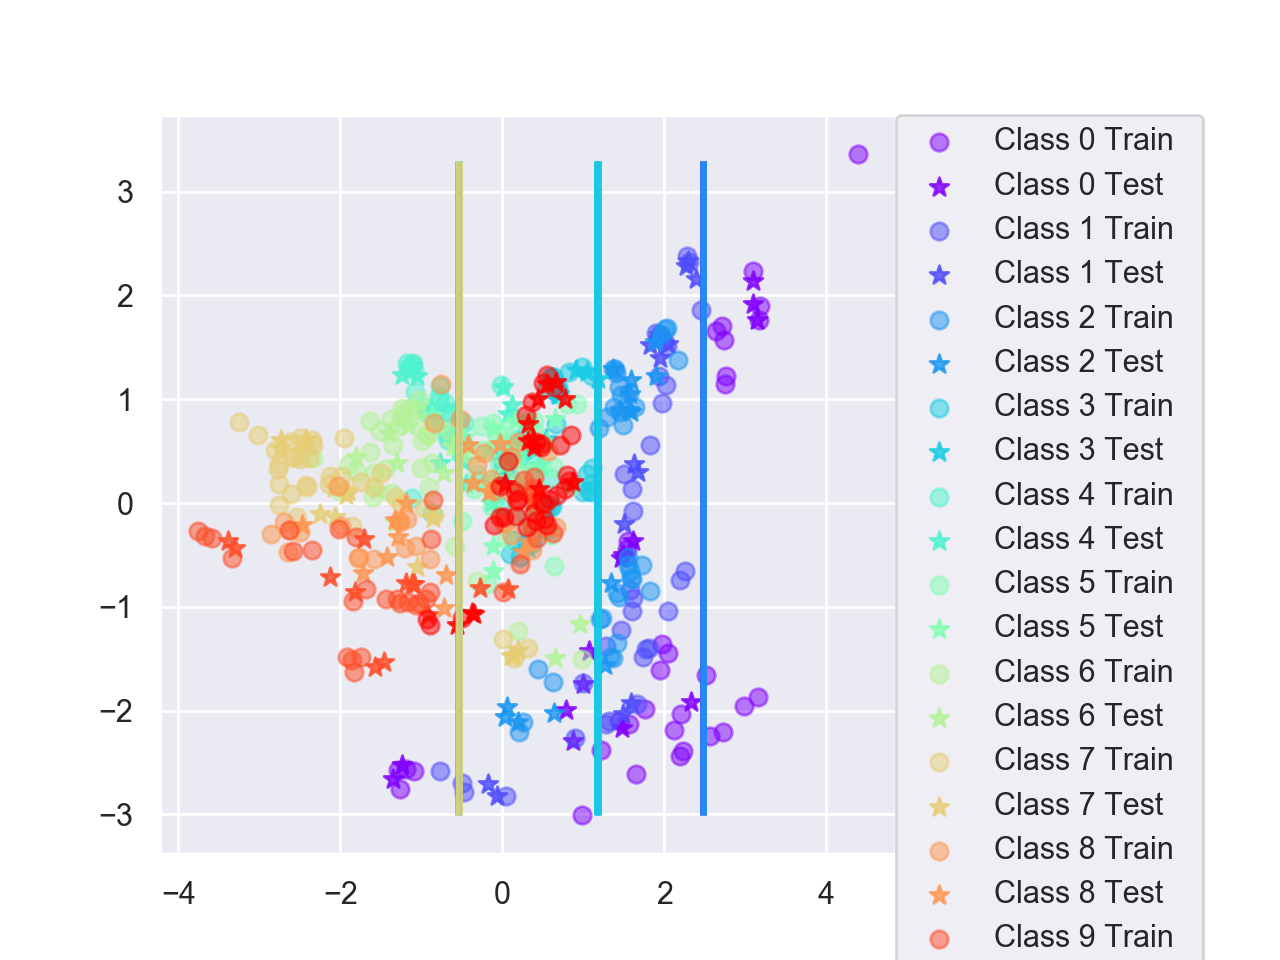 3
2
1
0
−1
−2
−3
−4
−2
0
2
4
Class 0 Train
Class 0 Test
Class 1 Train
Class 1 Test
Class 2 Train
Class 2 Test
Class 3 Train
Class 3 Test
Class 4 Train
Class 4 Test
Class 5 Train
Class 5 Test
Class 6 Train
Class 6 Test
Class 7 Train
Class 7 Test
Class 8 Train
Class 8 Test
Class 9 Train